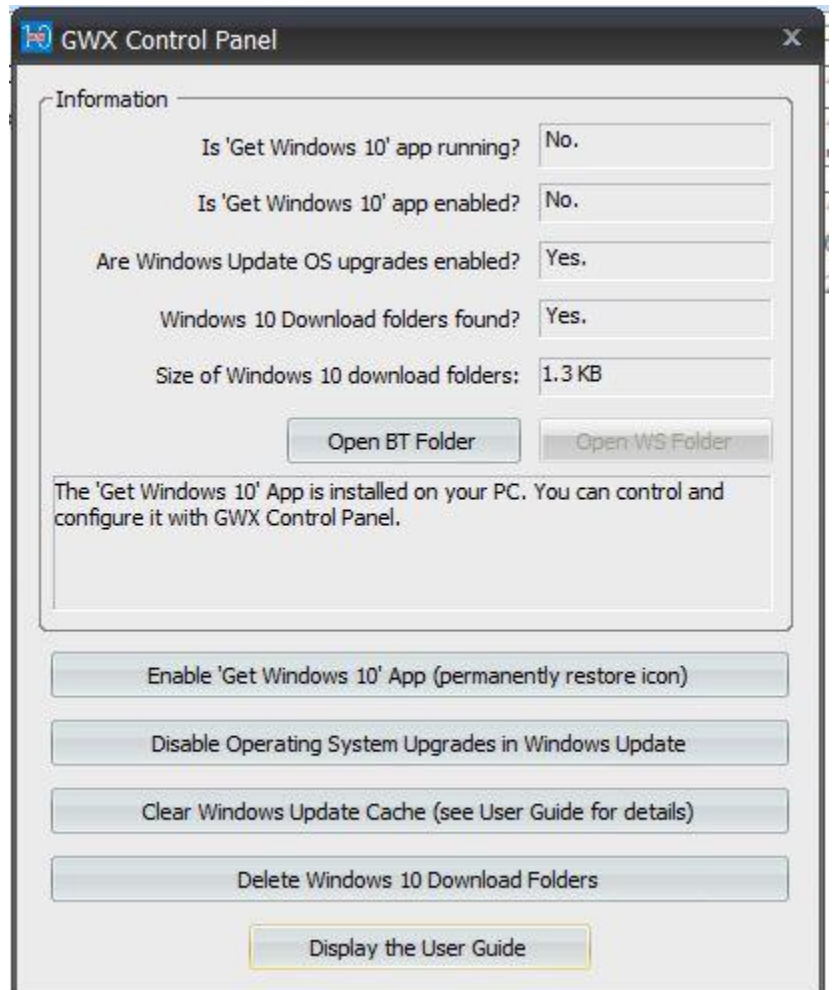 GWX Control Panel
x
Information
Is 'Get Windows 10' app running? No.
Is 'Get Windows 10' app enabled? No.
Are Windows Update OS upgrades enabled? Yes.
Windows 10 Download folders found? Yes.
Size of Windows 10 download folders: 1.3 KB
Open BT Folder Open WS Folder
The 'Get Windows 10' App is installed on your PC. You can control and
configure it with GWX Control Panel.
Enable 'Get Windows 10' App (permanently restore icon)
Disable Operating System Upgrades in Windows Update
Clear Windows Update Cache (see User Guide for details)
Delete Windows 10 Download Folders
Display the User Guide